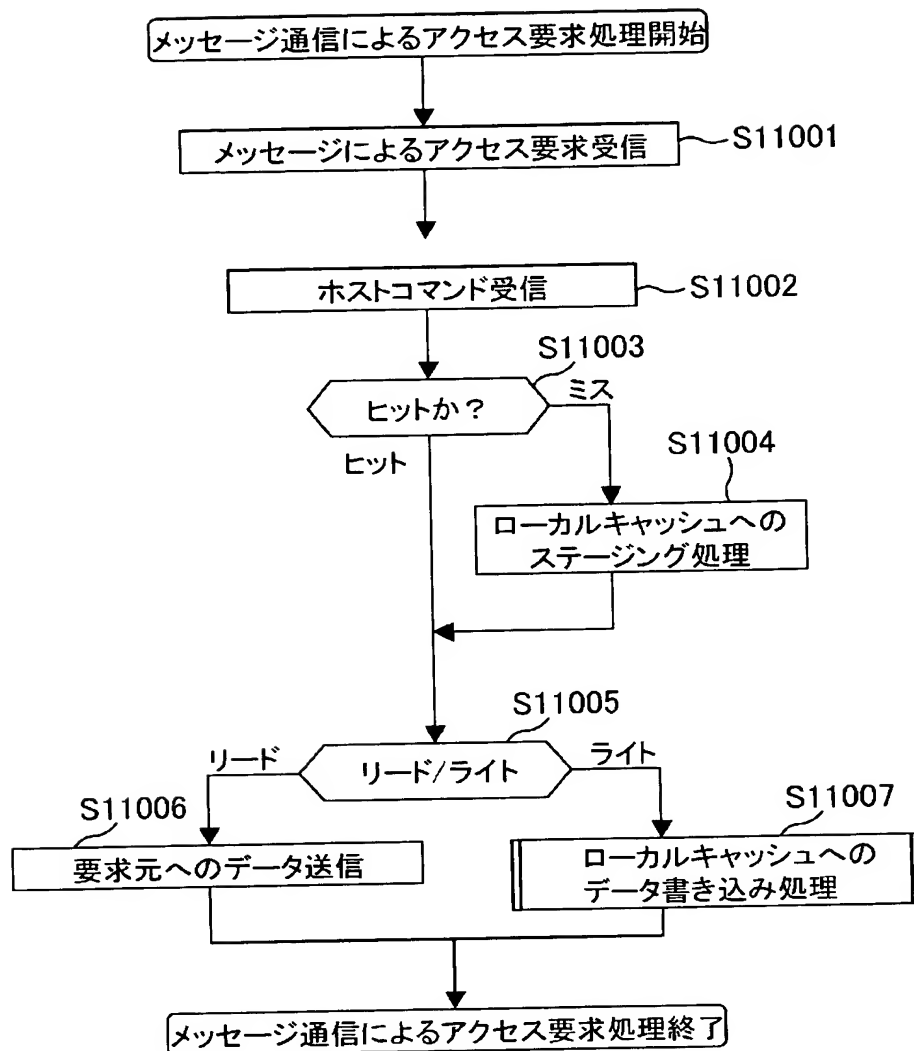 メッセージ通信によるアクセス要求処理開始
メッセージによるアクセス要求受信
S11001
ホストコマンド受信
S11002
S11003
ヒットか？
ミス
ヒット
S11004
ローカルキャッシュへの
ステージング処理
S11005
リード
リード/ライト
ライト
S11006
要求元へのデータ送信
S11007
ローカルキャッシュへの
データ書き込み処理
メッセージ通信によるアクセス要求処理終了